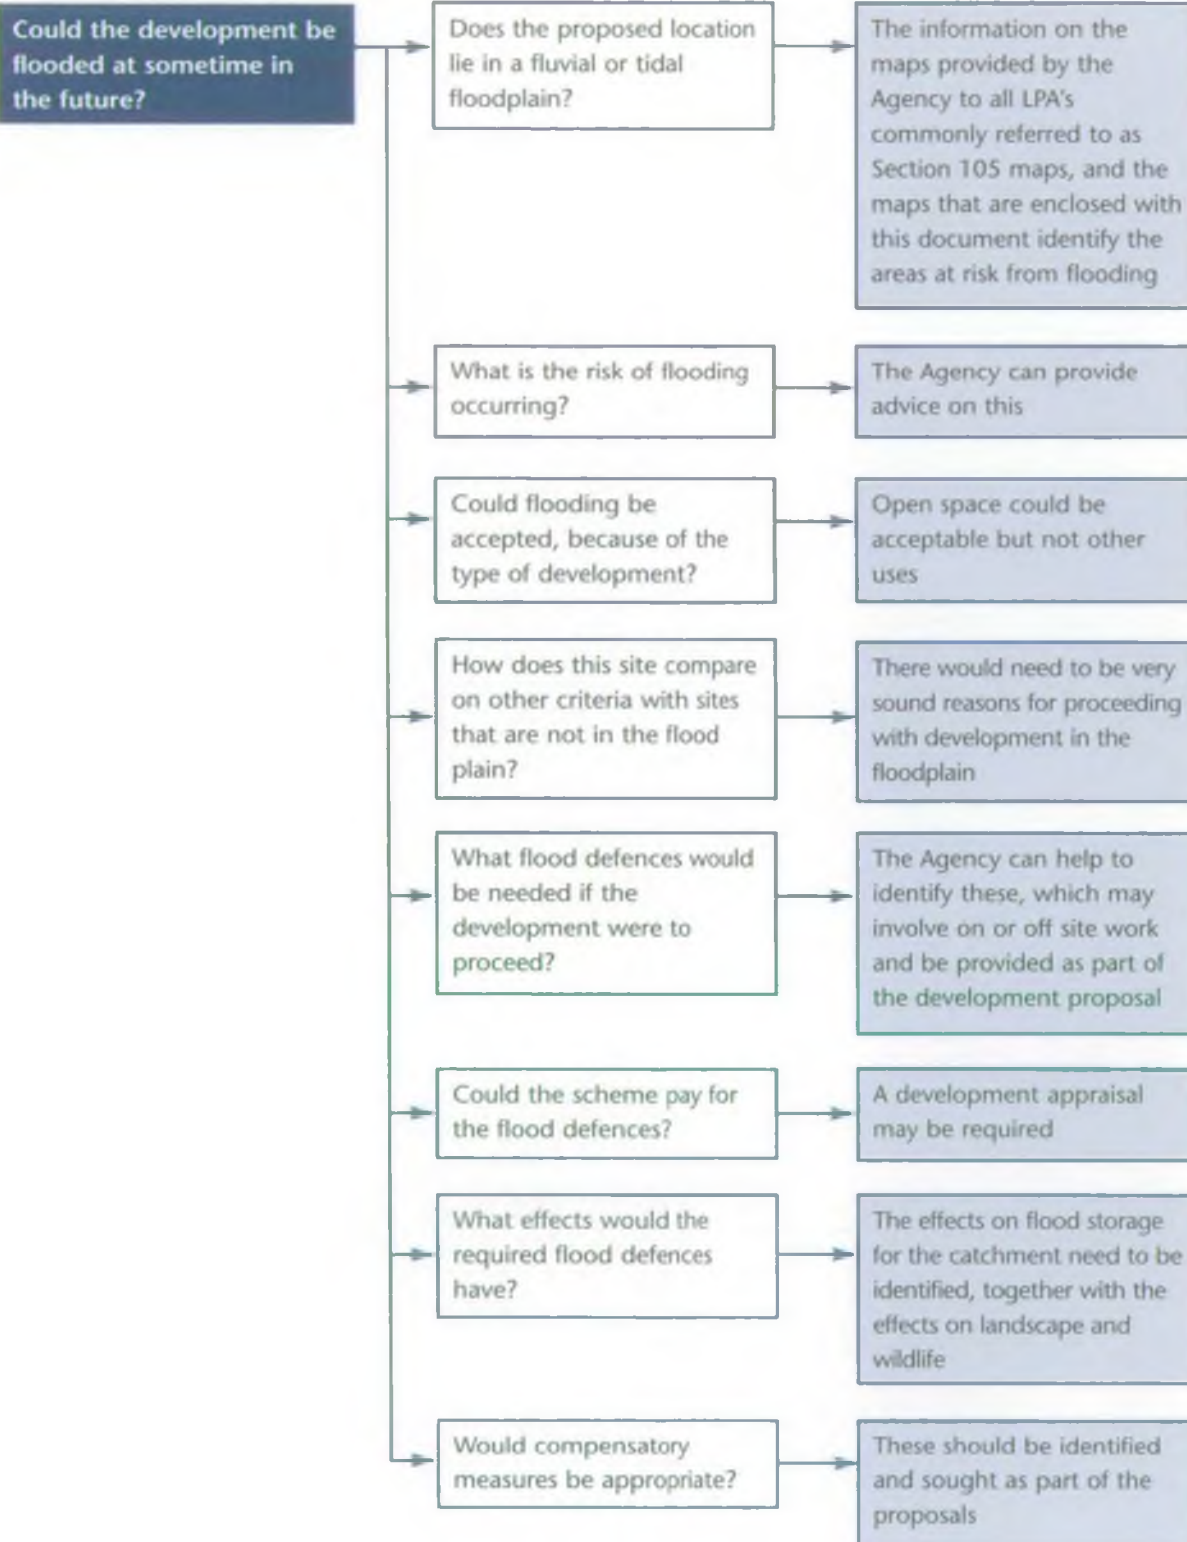 Could the development be
flooded at sometime in
the future?
Does the proposed location
lie in a fluvial or tidal
floodplain?
The information on the
maps provided by the
Agency to all LPA's
commonly referred to as
Section 105 maps, and the
maps that are enclosed with
this document identify the
areas at risk from flooding
What is the risk of flooding
occurring?
The Agency can provide
advice on this
Could flooding be
accepted, because of the
type of development?
Open space could be
acceptable but not other
uses
How does this site compare
on other criteria with sites
that are not in the flood
plain?
There would need to be very
sound reasons for proceeding
with development in the
floodplain
What flood defences would
be needed if the
development were to
proceed?
The Agency can help to
identify these, which may
involve on or off site work
and be provided as part of
the development proposal
Could the scheme pay for
the flood defences?
A development appraisal
may be required
What effects would the
required flood defences
have?
The effects on flood storage
for the catchment need to be
identified, together with the
effects on landscape and
wildlife
Would compensatory
measures be appropriate?
These should be identified
and sought as part of the
proposals